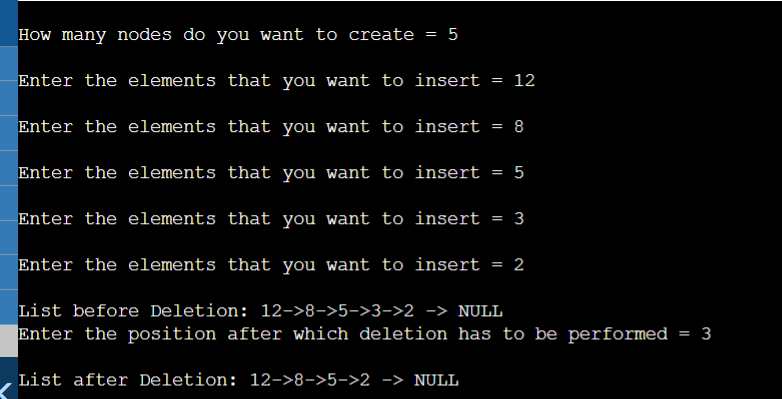 How many nodes do you want to create = 5
Enter the elements that you want to insert = 12
Enter the elements that you want to insert = 8
Enter the elements that you want to insert = 5
Enter the elements that you want to insert = 3
Enter the elements that you want to insert = 2
List before Deletion: 12->8->5->3->2 -> NULL
Enter the position after which deletion has to be performed = 3
List after Deletion: 12->8->5->2 -> NULL